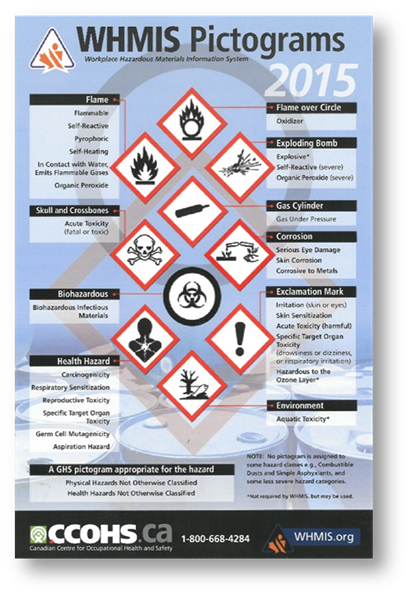 WHMIS Pictograms
Workplace Hazardous Materials Information System
2015
Flame
Flammable
Self-Reactive
Pyrophoric
Self-Heating
In Contact with Water,
Emits Flammable Gases
Organic Peroxide
Skull and Crossbones
Acute Toxicity
(fatal or toxic)
Biohazardous
Biohazardous Infectious
Materials
Health Hazard
Carcinogenicity
Respiratory Sensitization
Reproductive Toxicity
Specific Target Organ
Toxicity
Germ Cell Mutagenicity
Aspiration Hazard
Flame over Circle
Oxidizer
Exploding Bomb
Explosive*
Self-Reactive (severe)
Organic Peroxide (severe)
Gas Cylinder
Gas Under Pressure
Corrosion
Serious Eye Damage
Skin Corrosion
Corrosive to Metals
Exclamation Mark
Irritation (skin or eyes)
Skin Sensitization
Acute Toxicity (harmful)
Specific Target Organ
Toxicity
(drowsiness or dizziness,
or respiratory irritation)
Hazardous to the
Ozone Layer*
Environment
Aquatic Toxicity*
A GHS pictogram appropriate for the hazard
Physical Hazards Not Otherwise Classified
Health Hazards Not Otherwise Classified
NOTE: No pictogram is assigned to
some hazard classes e.g., Combustible
Dusts and Simple Asphyxiants, and
some less severe hazard categories.
*Not required by WHMIS, but may be used.
CCOHS.ca
Canadian Centre for Occupational Health and Safety
1-800-668-4284
WHMIS.org